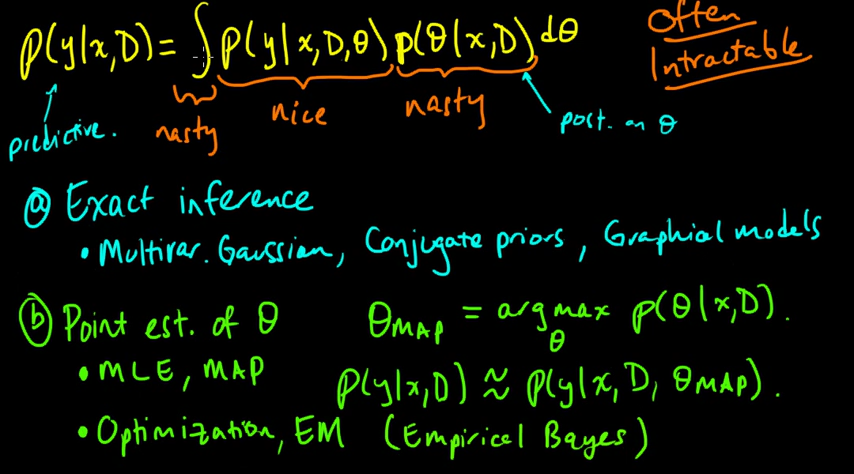 p(y|x,D) = ∫ p(y|x,D,θ) p(θ|x,D) dθ
Often
Intractable
predictive.
nasty
nice
nasty
post. on θ
ⓐ Exact inference
• Multivar. Gaussian, Conjugate priors, Graphical models
ⓑ Point est. of θ
θMAP = argmax p(θ|x,D).
θ
• MLE, MAP
p(y|x,D) ≈ p(y|x,D,θMAP).
• Optimization, EM (Empirical Bayes)